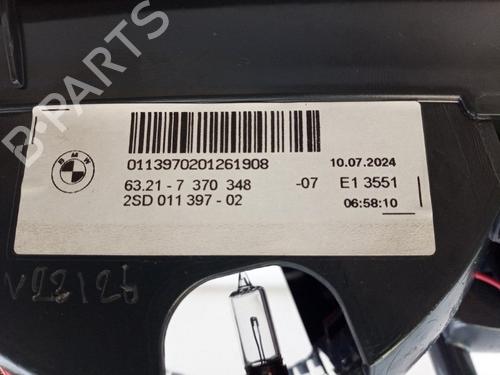 B-PARTS
BMW
0113970201261908
10.07.2024
63.21 - 7 370 348 -07 E1 3551
2SD 011 397 - 02 06:58:10